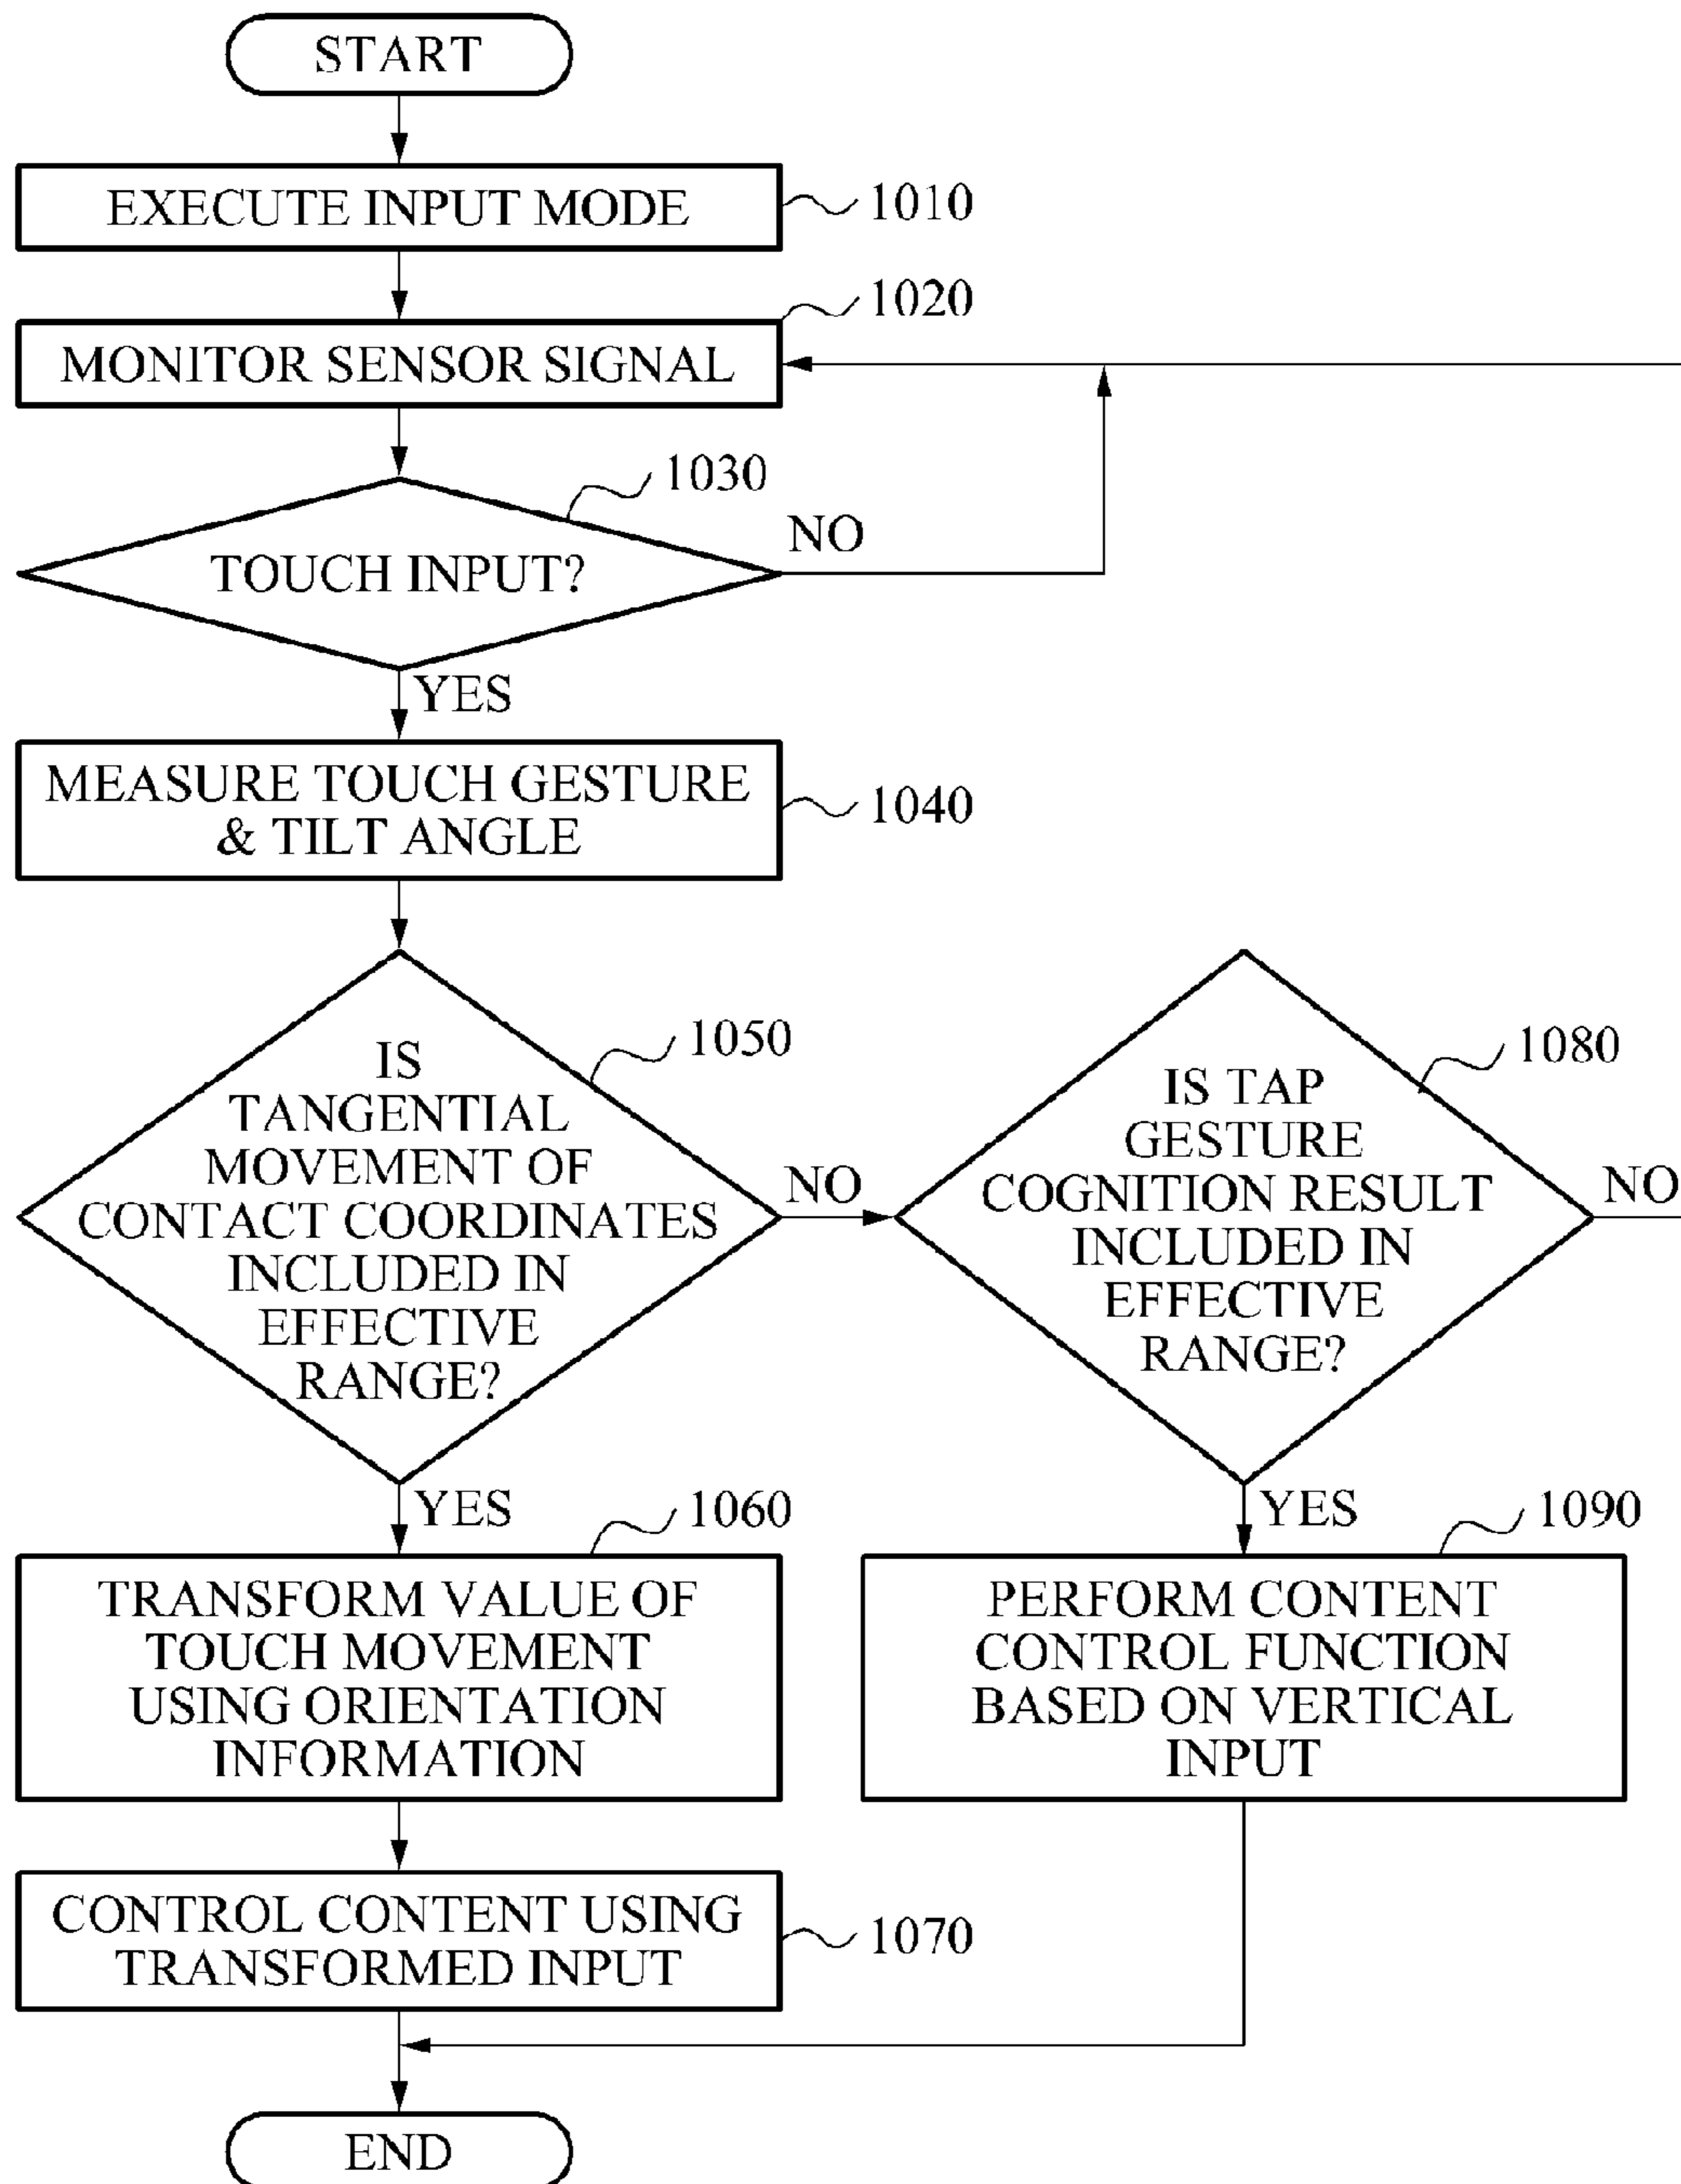 START
EXECUTE INPUT MODE
1010
1020
MONITOR SENSOR SIGNAL
1030
NO
TOUCH INPUT?
YES
MEASURE TOUCH GESTURE
& TILT ANGLE
1040
1050
IS
TANGENTIAL
MOVEMENT OF
CONTACT COORDINATES
INCLUDED IN
EFFECTIVE
RANGE?
NO
1080
IS TAP
GESTURE
COGNITION RESULT
INCLUDED IN
EFFECTIVE
RANGE?
NO
YES
1060
TRANSFORM VALUE OF
TOUCH MOVEMENT
USING ORIENTATION
INFORMATION
YES
1090
PERFORM CONTENT
CONTROL FUNCTION
BASED ON VERTICAL
INPUT
CONTROL CONTENT USING
TRANSFORMED INPUT
1070
END